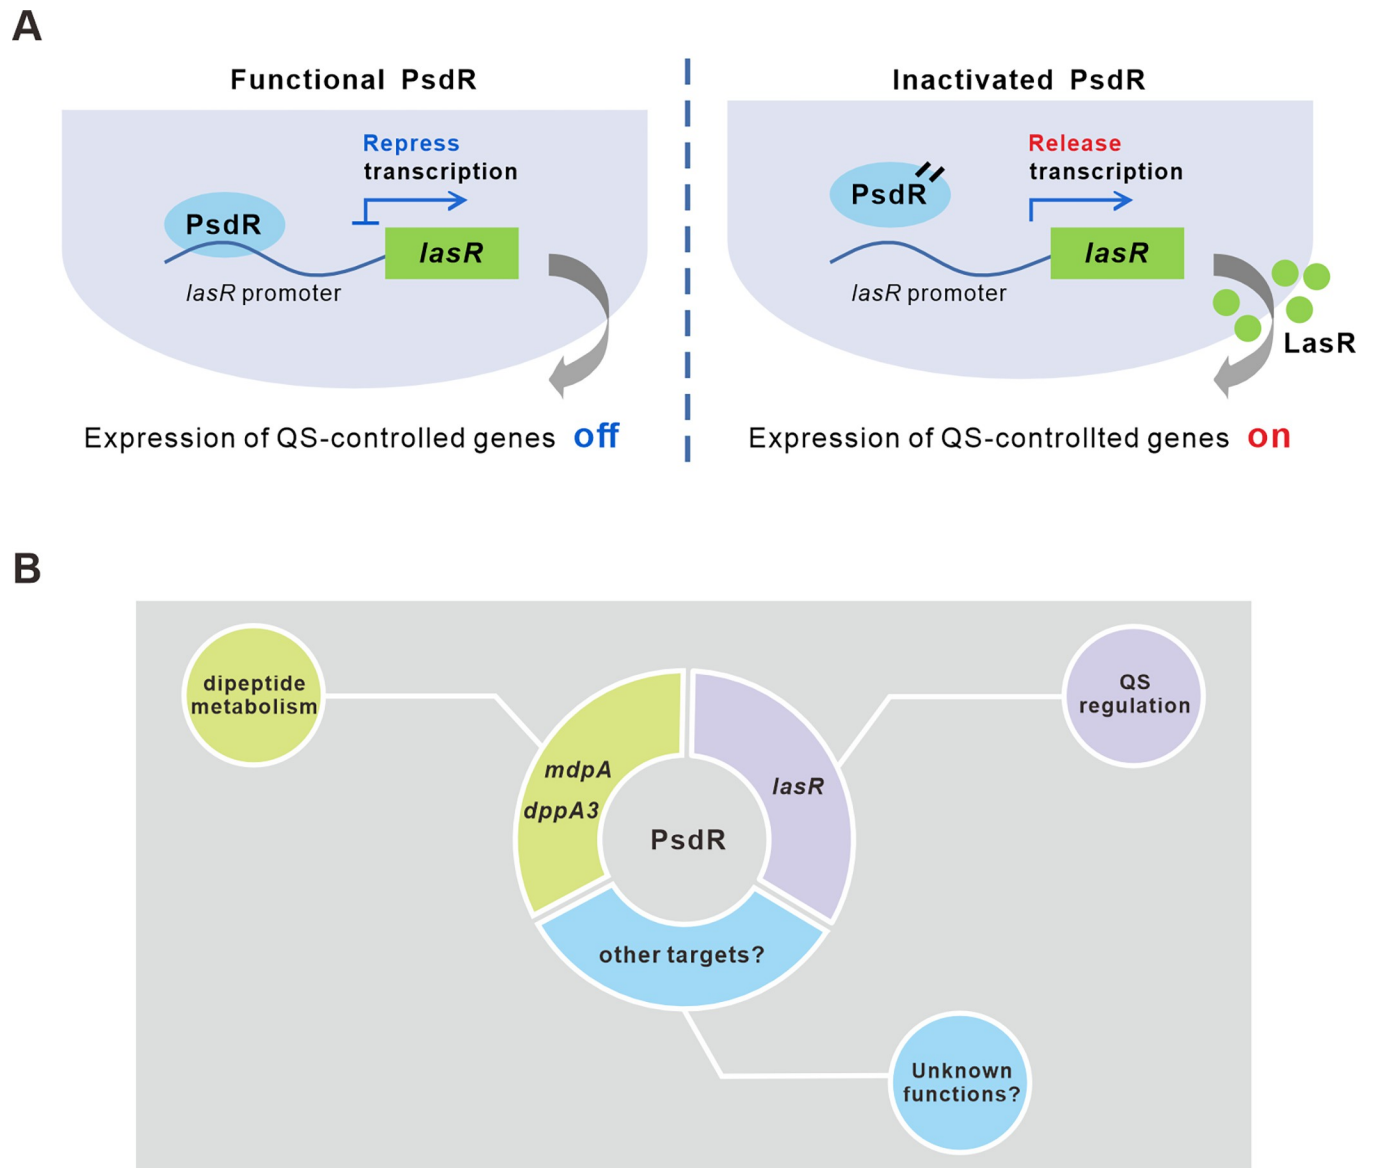 A
Functional PsdR
Repress
transcription
PsdR
lasR
lasR promoter
Expression of QS-controlled genes off
Inactivated PsdR
Release
transcription
PsdR
lasR
lasR promoter
LasR
Expression of QS-controllted genes on
B
dipeptide
metabolism
QS
regulation
mdpA
dppA3
lasR
PsdR
other targets?
Unknown
functions?